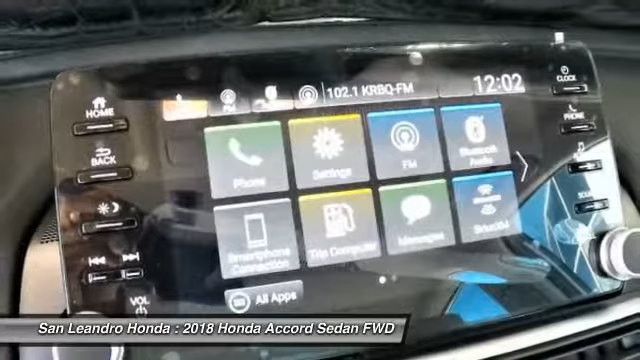 102.1 KRBQ-FM
12:02
CLOCK
HOME
PHONE
BACK
Phone
Settings
FM
Bluetooth
Audio
Smartphone
Connection
Trip Computer
Messages
SiriusXM
All Apps
VOL
San Leandro Honda : 2018 Honda Accord Sedan FWD